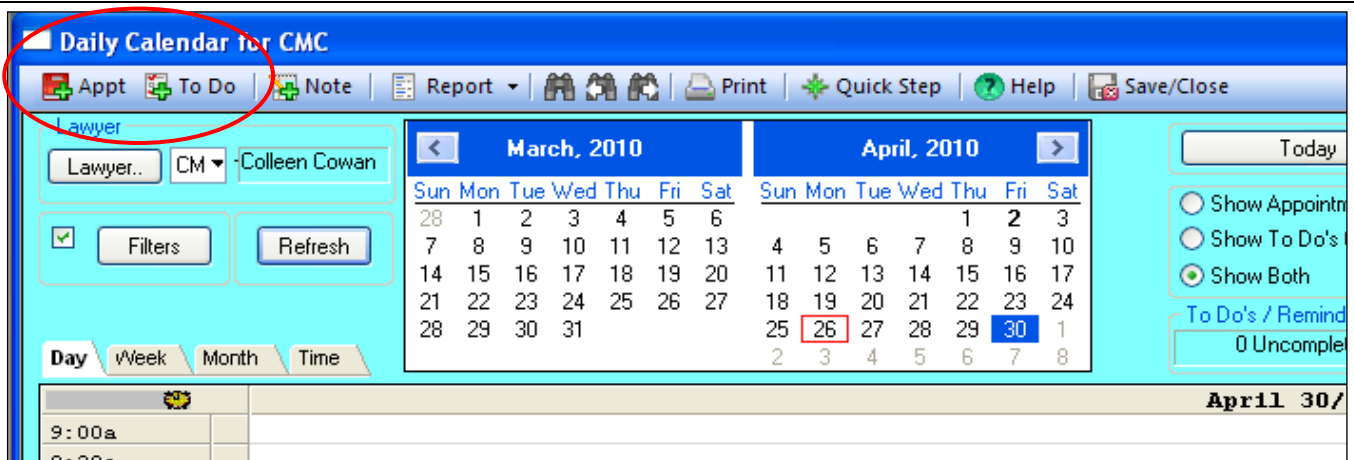 Daily Calendar for CMC
Appt To Do Note Report Print Quick Step Help Save/Close
Lawyer
Lawyer.. CM -Colleen Cowan
Filters Refresh
March, 2010
Sun Mon Tue Wed Thu Fri Sat
28 1 2 3 4 5 6
7 8 9 10 11 12 13
14 15 16 17 18 19 20
21 22 23 24 25 26 27
28 29 30 31
April, 2010
Sun Mon Tue Wed Thu Fri Sat
1 2 3
4 5 6 7 8 9 10
11 12 13 14 15 16 17
18 19 20 21 22 23 24
25 26 27 28 29 30 1
2 3 4 5 6 7 8
Today
Show Appointm
Show To Do's
Show Both
To Do's / Remind
0 Uncomplet
Day Week Month Time
April 30/
9:00a